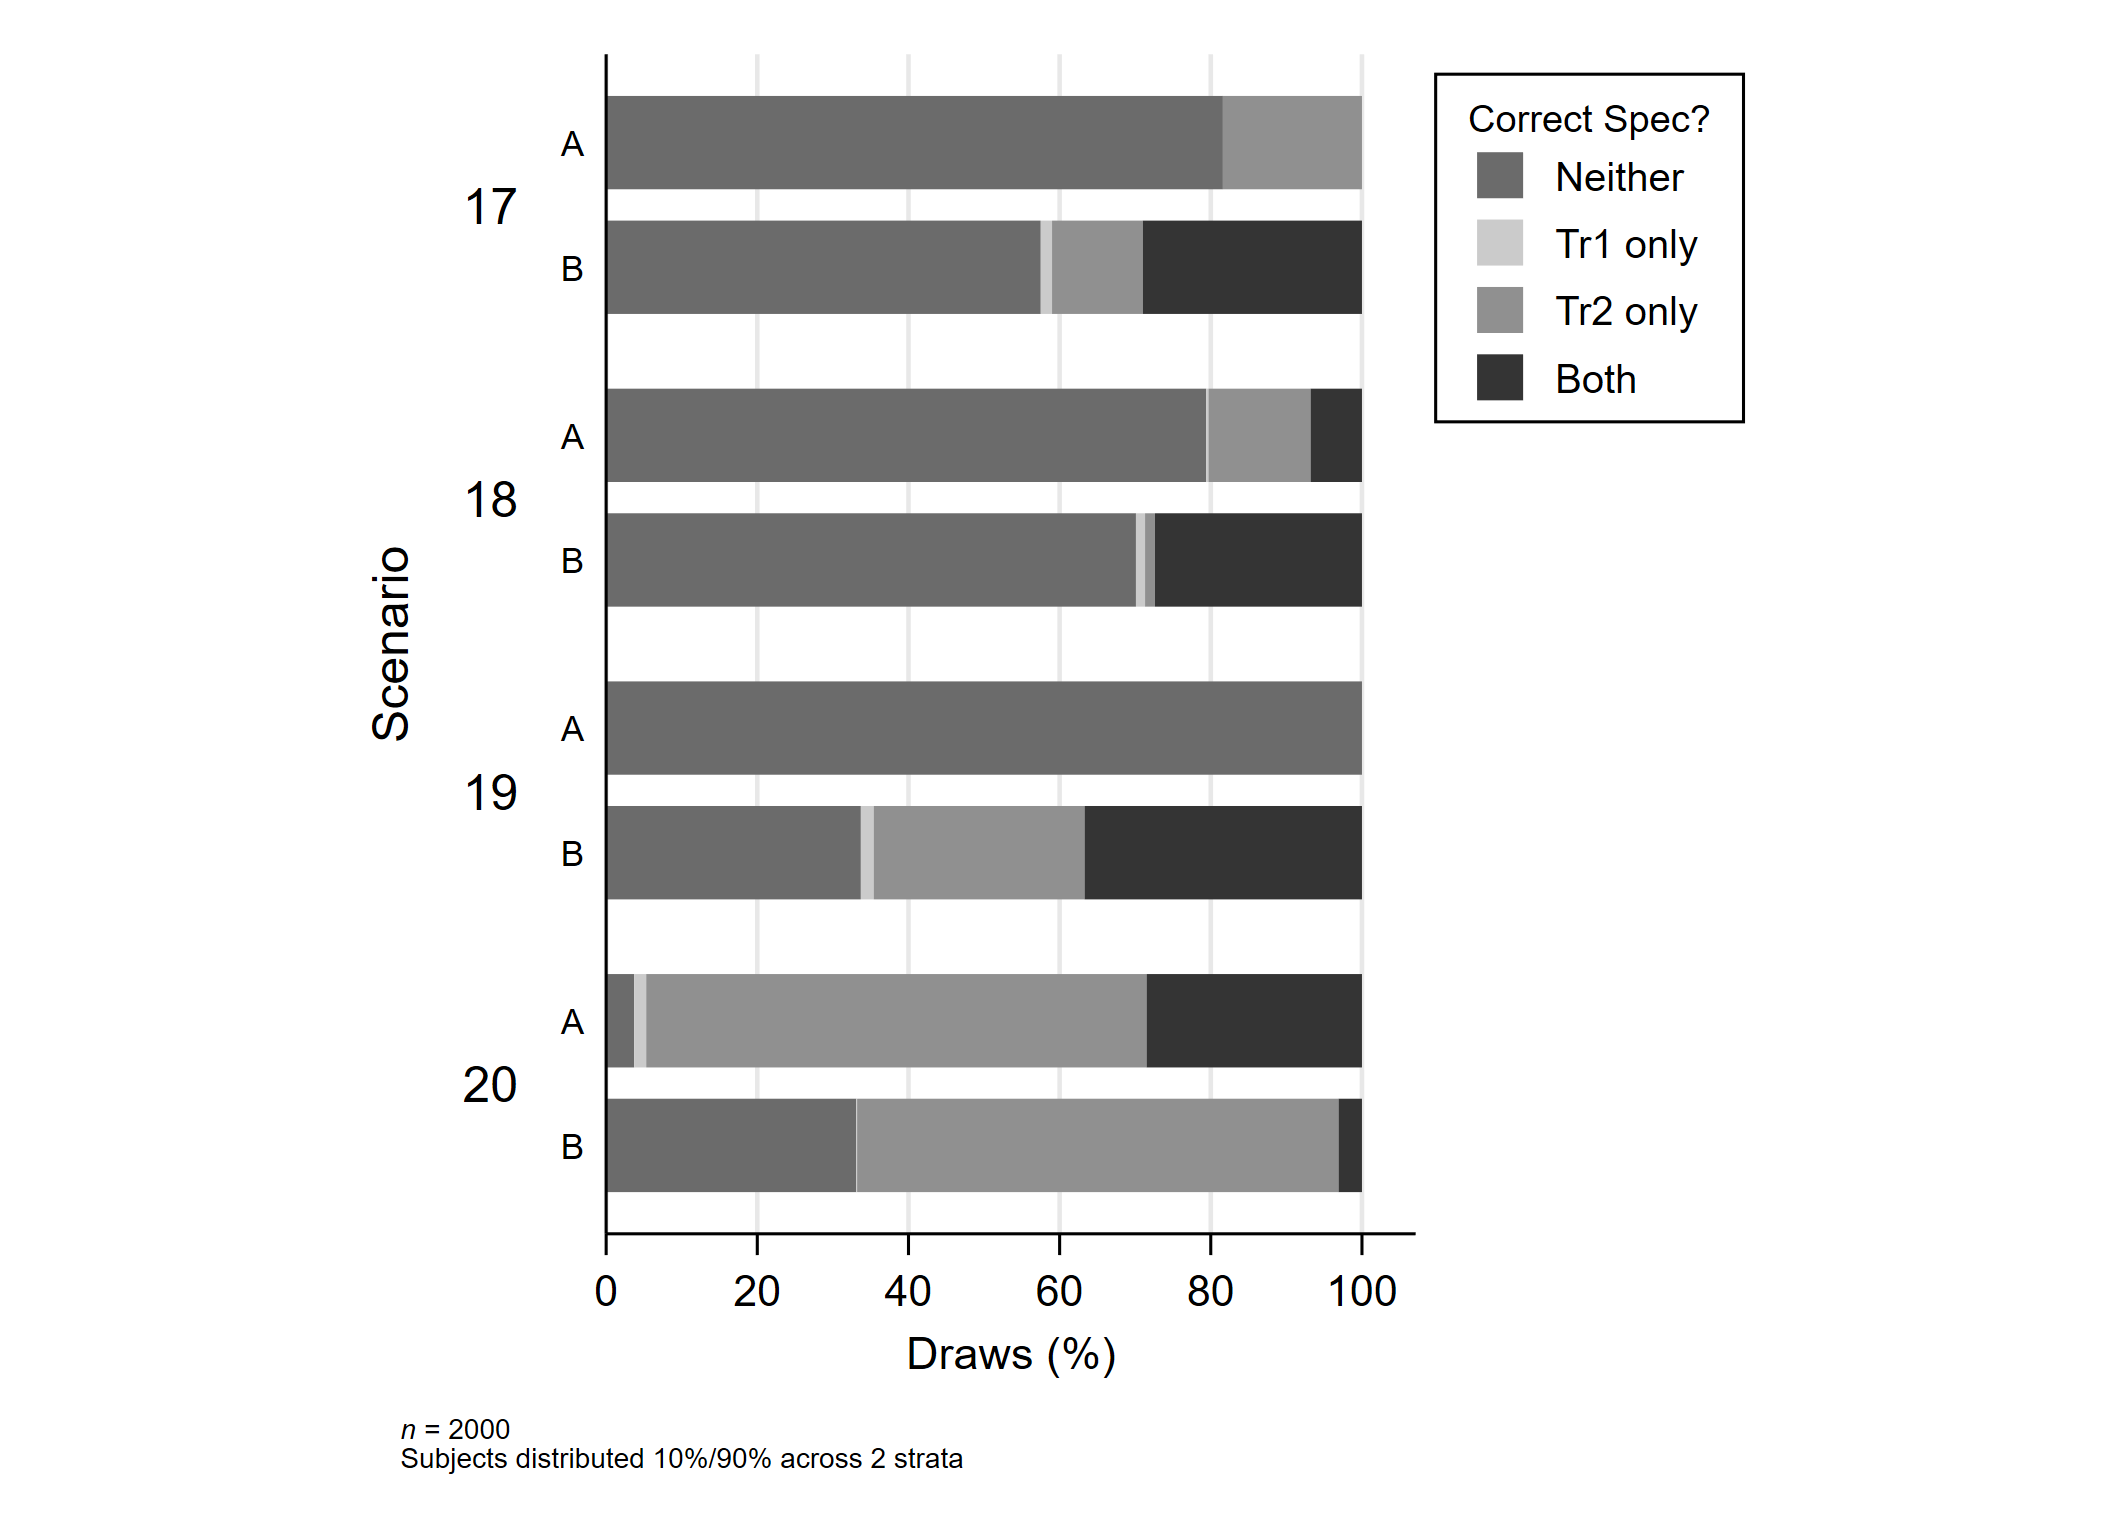 Correct Spec?
Neither
Tr1 only
Tr2 only
Both
Scenario
17
A
B
18
A
B
19
A
B
20
A
B
0 20 40 60 80 100
Draws (%)
n = 2000
Subjects distributed 10%/90% across 2 strata